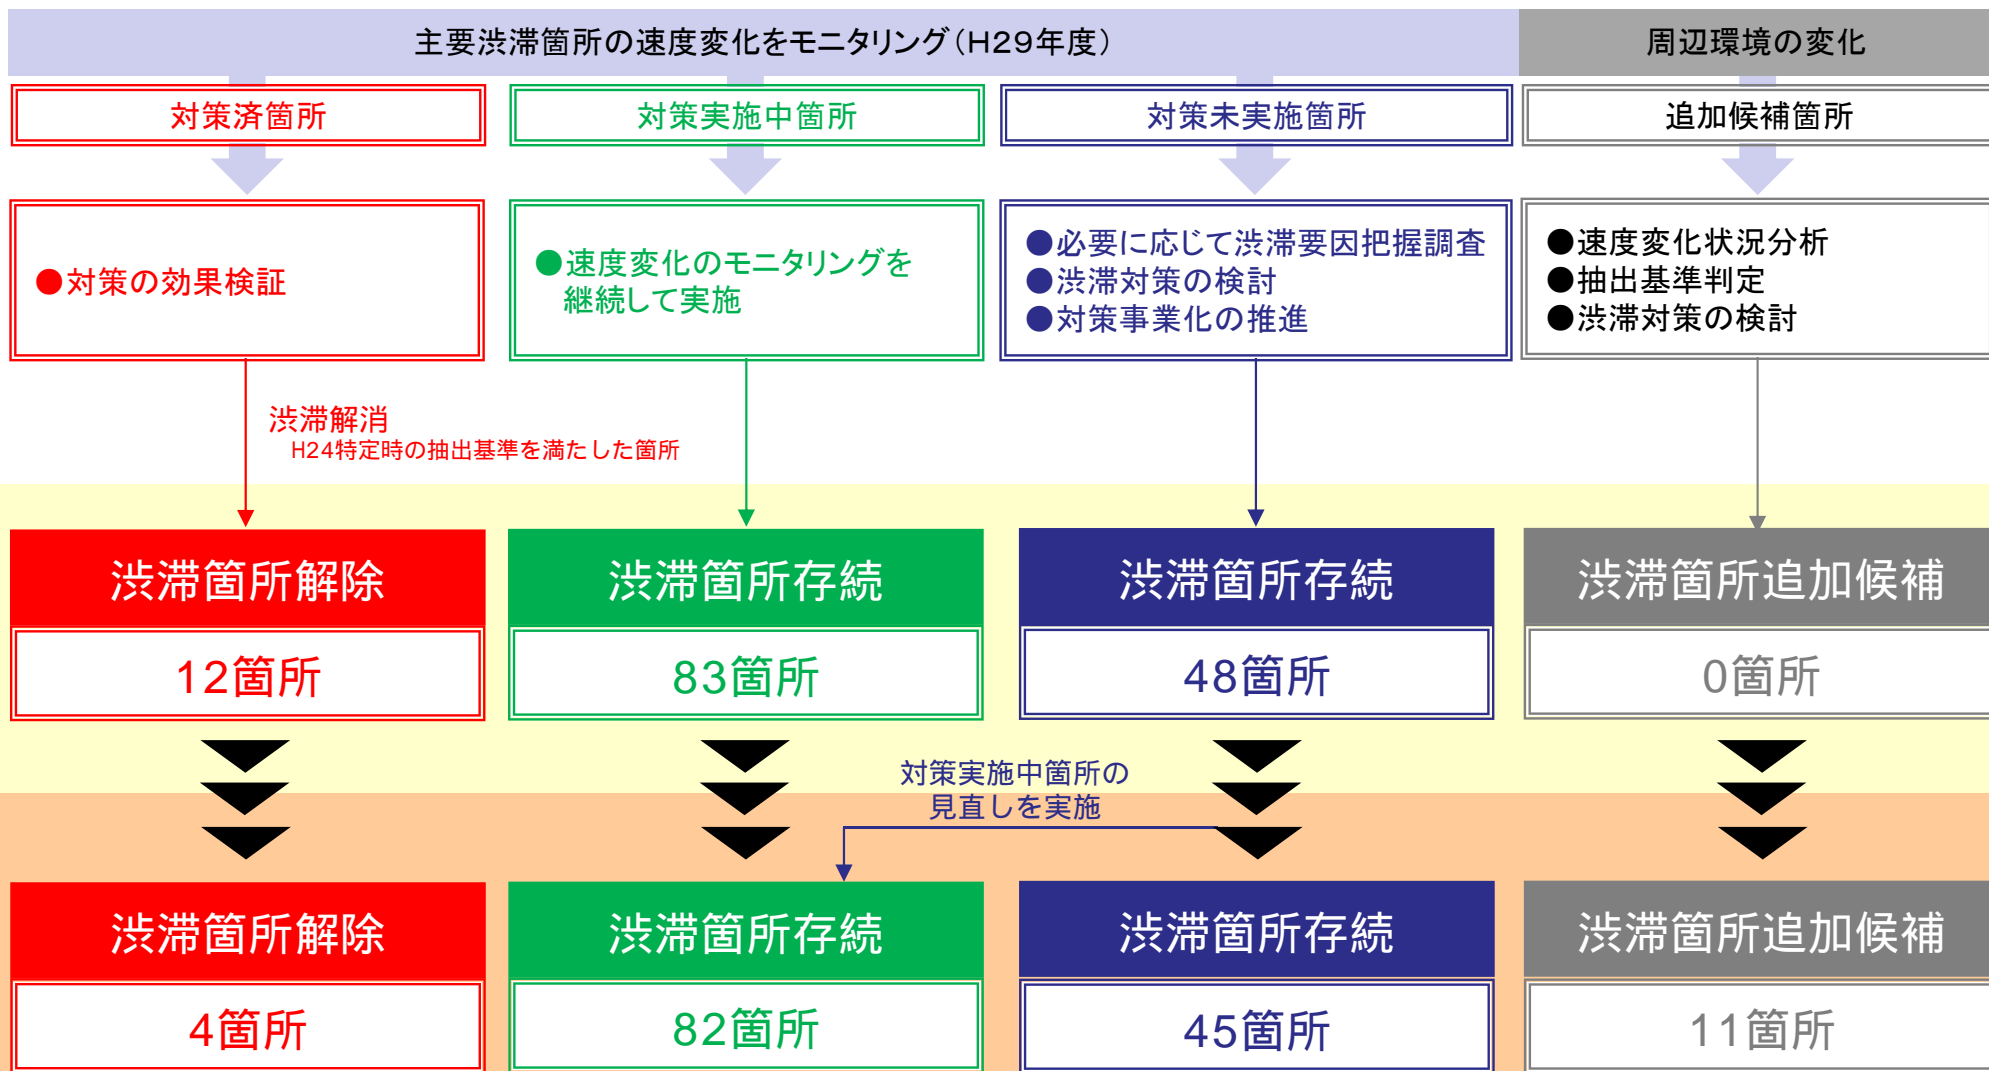 主要渋滞箇所の速度変化をモニタリング(H29年度)
周辺環境の変化
対策済箇所
対策実施中箇所
対策未実施箇所
追加候補箇所
●対策の効果検証
●速度変化のモニタリングを
継続して実施
●必要に応じて渋滞要因把握調査
●渋滞対策の検討
●対策事業化の推進
●速度変化状況分析
●抽出基準判定
●渋滞対策の検討
渋滞解消
H24特定時の抽出基準を満たした箇所
渋滞箇所解除
渋滞箇所存続
渋滞箇所存続
渋滞箇所追加候補
12箇所
83箇所
48箇所
0箇所
対策実施中箇所の
見直しを実施
渋滞箇所解除
渋滞箇所存続
渋滞箇所存続
渋滞箇所追加候補
4箇所
82箇所
45箇所
11箇所